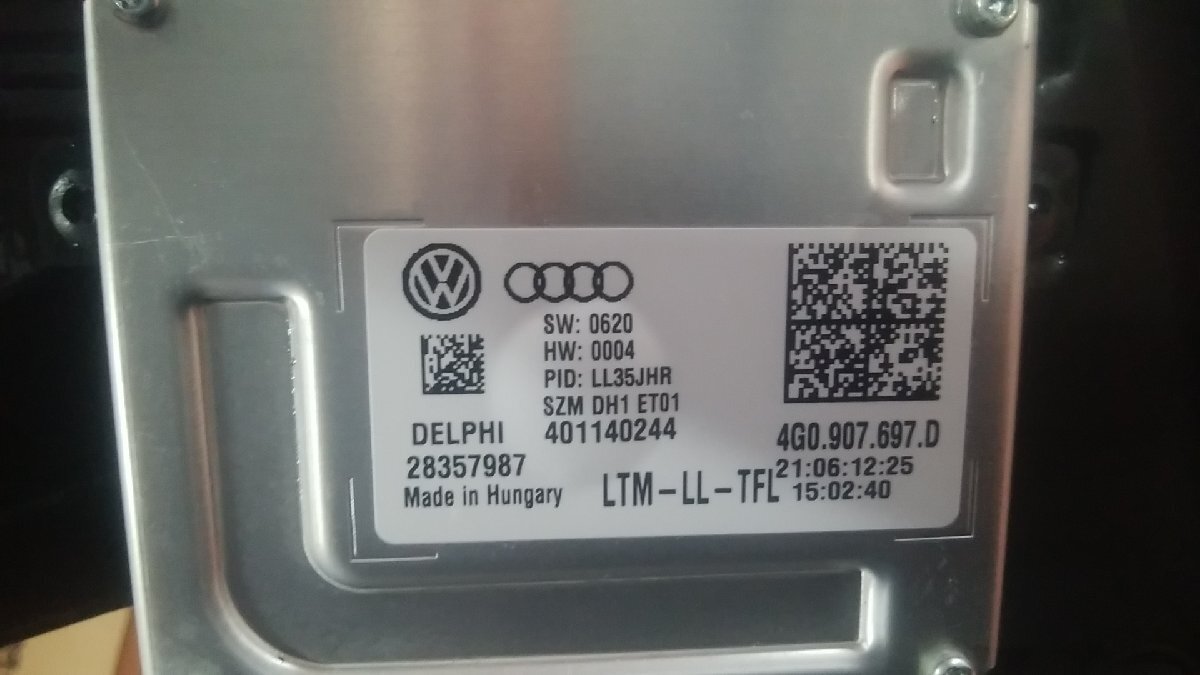 SW: 0620
HW: 0004
PID: LL35JHR
SZM DH1 ET01
DELPHI 401140244
28357987
Made in Hungary
LTM-LL-TFL
4G0.907.697.D
21:06:12:25
15:02:40